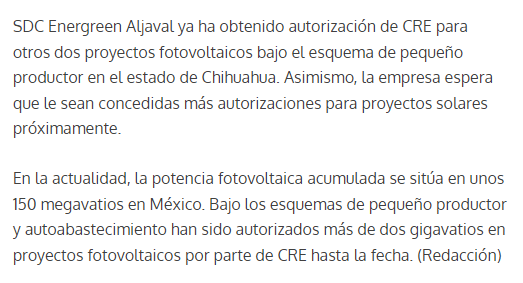 SDC Energreen Aljaval ya ha obtenido autorización de CRE para
otros dos proyectos fotovoltaicos bajo el esquema de pequeño
productor en el estado de Chihuahua. Asimismo, la empresa espera
que le sean concedidas más autorizaciones para proyectos solares
próximamente.
En la actualidad, la potencia fotovoltaica acumulada se sitúa en unos
150 megavatios en México. Bajo los esquemas de pequeño productor
y autoabastecimiento han sido autorizados más de dos gigavatios en
proyectos fotovoltaicos por parte de CRE hasta la fecha. (Redacción)